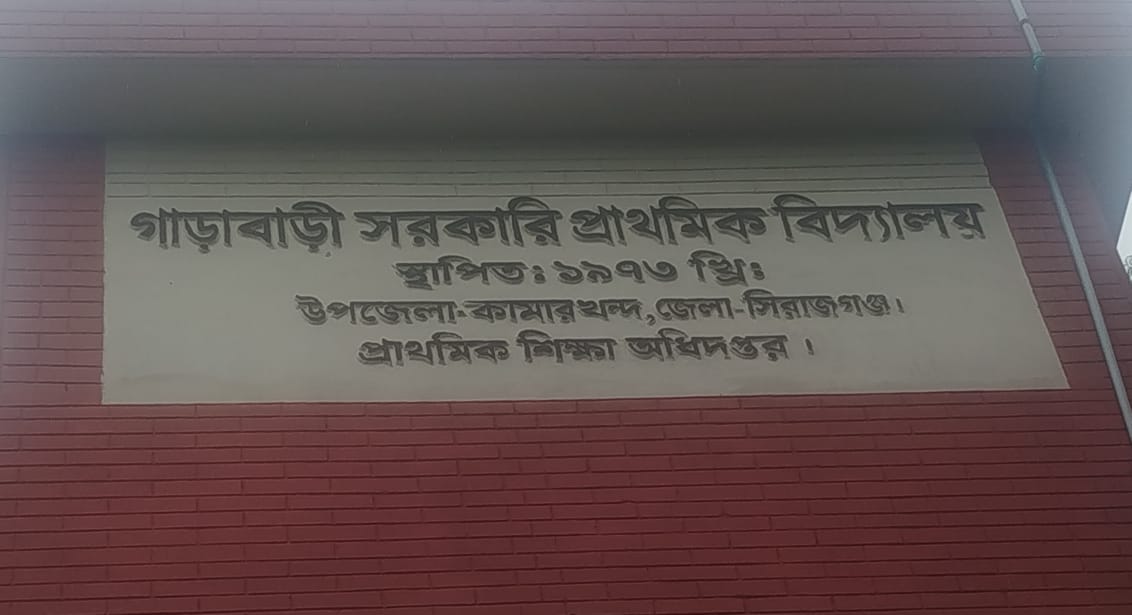 গাড়াবাড়ী সরকারি প্রাথমিক বিদ্যালয়
স্থাপিত: ১৯৭৩ খ্রি:
উপজেলা-কামারখন্দ,জেলা-সিরাজগঞ্জ।
প্রাথমিক শিক্ষা অধিদপ্তর ।